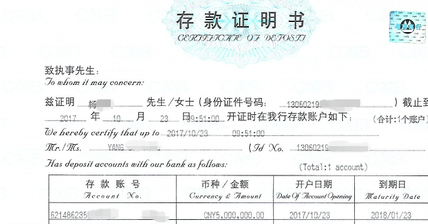 存款证明书
CERTIFICATE OF DEPOSIT
致执事先生：
To whom it may concern:
兹证明 先生／女士（身份证件号码： 13050219 ）截止到
2017 年 10 月 23 日09:51:00 开证时在我行存款账户如下： （合计:1个账户）
We hereby certify that up to 2017/10/23 09:51:00
Mr./Ms. YANG (Id No. 13050219
Has deposit accounts with our bank as follows: (Total:1 account)
存 款 账 号 币 种 / 金 额 开 户 日 期 到 期 日
Account No. Currency & Amount Date Of Account Opening Maturity Date
621486235 CNY5,000,000.00 2017/10/23 2018/01/23